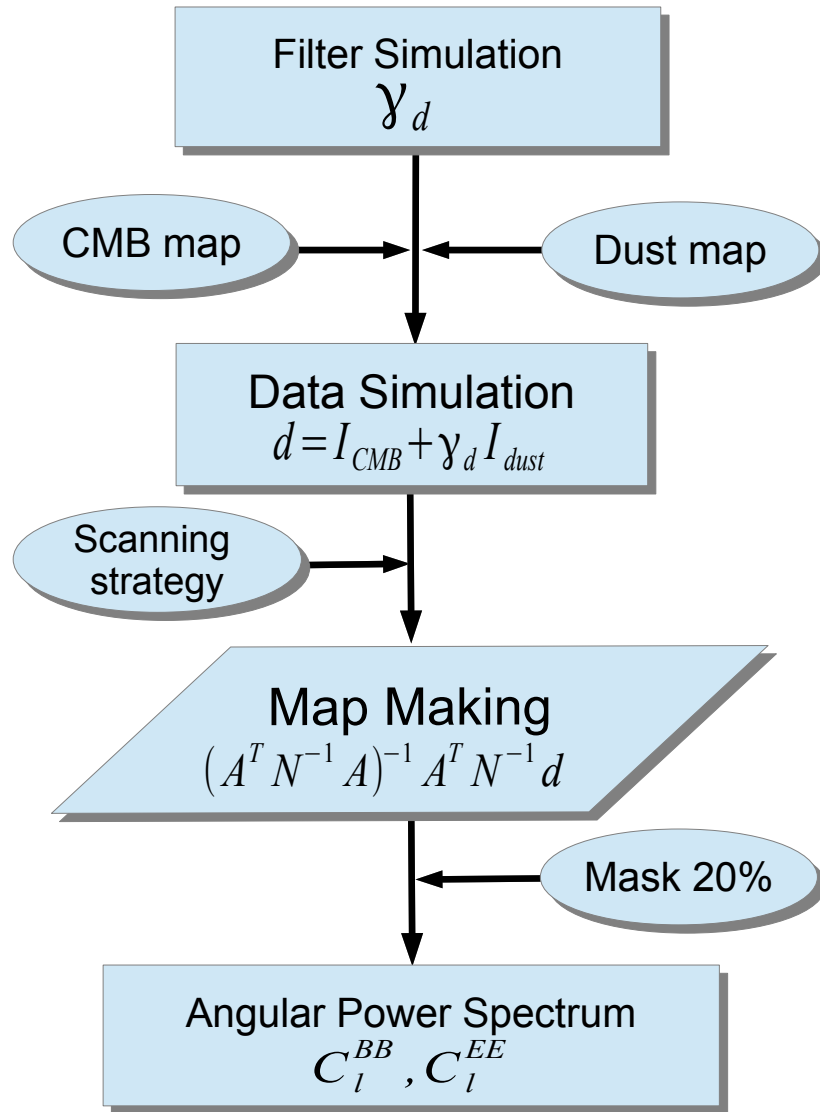 Filter Simulation
γ_d
CMB map
Dust map
Data Simulation
d = I_CMB + γ_d I_dust
Scanning
strategy
Map Making
(A^T N^-1 A)^-1 A^T N^-1 d
Mask 20%
Angular Power Spectrum
C_l^BB , C_l^EE